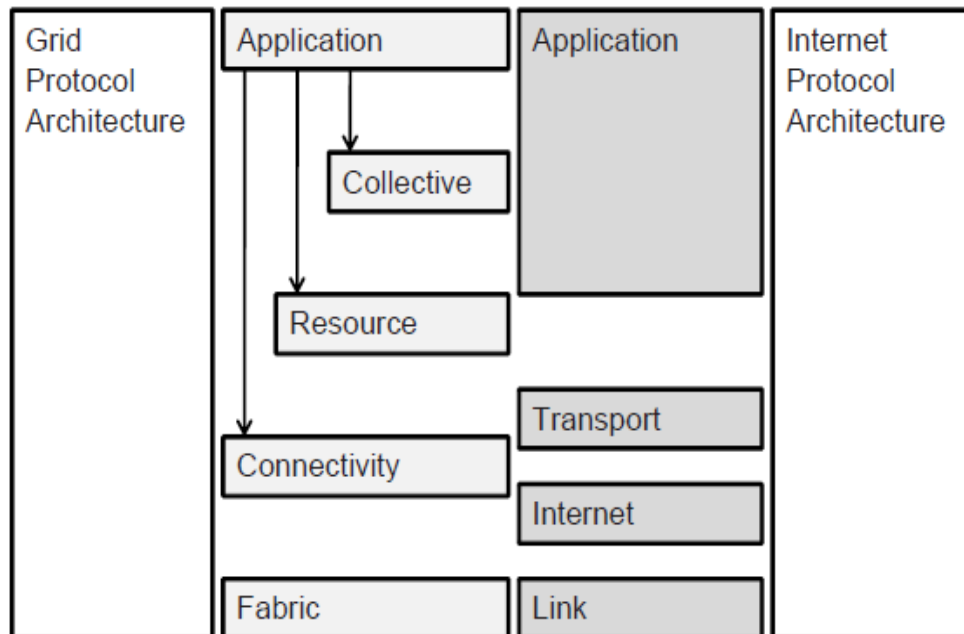 Grid
Protocol
Architecture
Application
Collective
Resource
Connectivity
Fabric
Application
Transport
Internet
Link
Internet
Protocol
Architecture